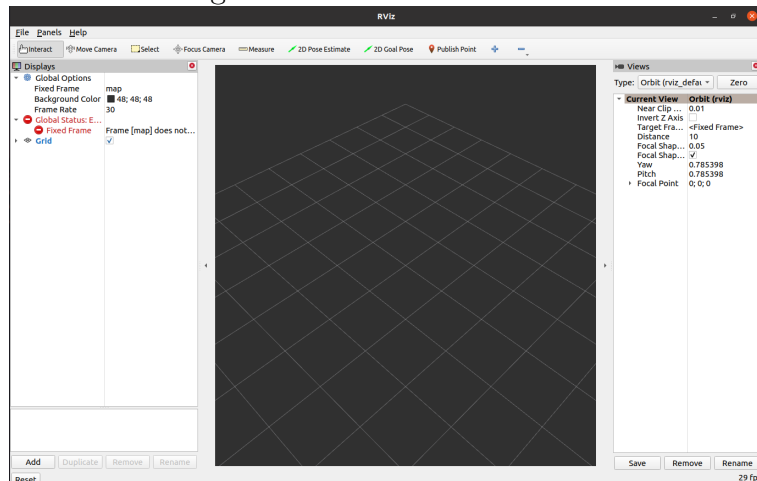 RViz
File Panels Help
Interact Move Camera Select Focus Camera Measure 2D Pose Estimate 2D Goal Pose Publish Point
Displays
Global Options
Fixed Frame map
Background Color 48; 48; 48
Frame Rate 30
Global Status: E...
Fixed Frame Frame [map] does not...
Grid
Add Duplicate Remove Rename
Reset
Views
Type: Orbit (rviz_defau Zero
Current View Orbit (rviz)
Near Clip ... 0.01
Invert Z Axis
Target Fra... <Fixed Frame>
Distance 10
Focal Shap... 0.05
Focal Shap...
Yaw 0.785398
Pitch 0.785398
Focal Point 0; 0; 0
Save Remove Rename
29 fp